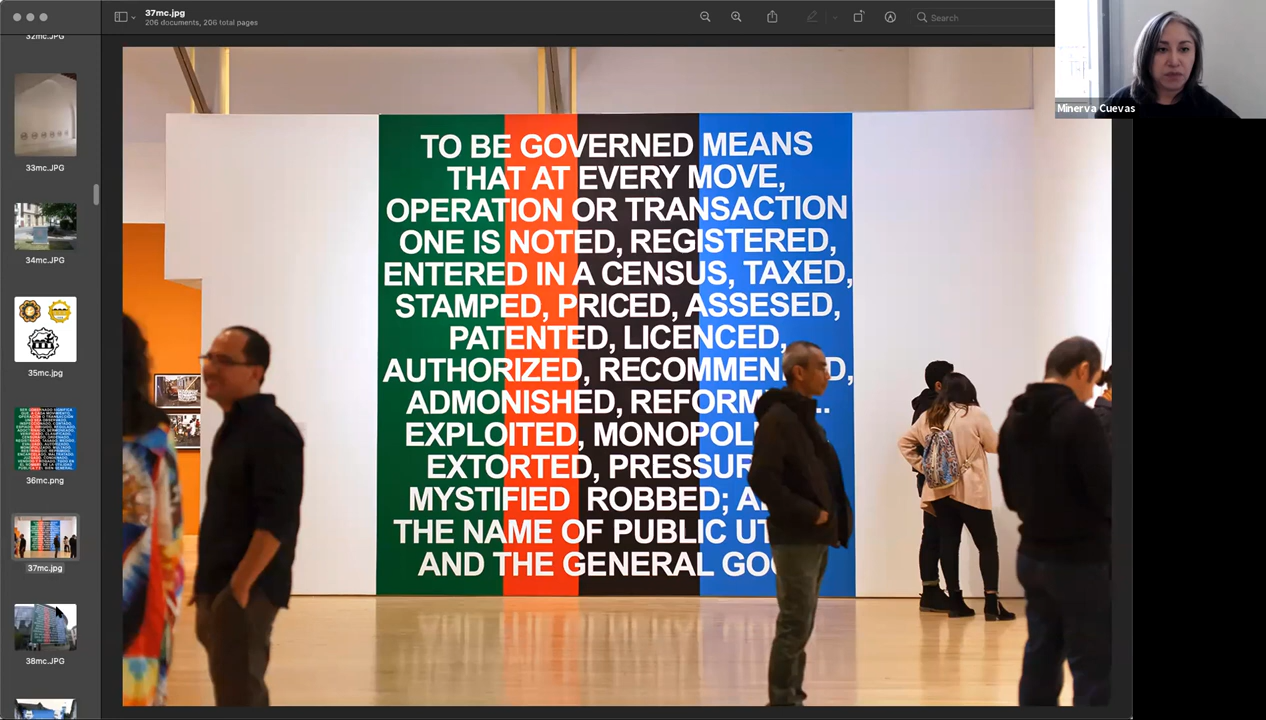 37mc.jpg
206 documents, 206 total pages
Search
Minerva Cuevas
32mc.JPG
33mc.JPG
34mc.JPG
35mc.jpg
36mc.png
37mc.jpg
38mc.JPG
TO BE GOVERNED MEANS
THAT AT EVERY MOVE,
OPERATION OR TRANSACTION
ONE IS NOTED, REGISTERED,
ENTERED IN A CENSUS, TAXED,
STAMPED, PRICED, ASSESED,
PATENTED, LICENCED,
AUTHORIZED, RECOMMEN D,
ADMONISHED, REFORM ..
EXPLOITED, MONOPOL
EXTORTED, PRESSUR
MYSTIFIED ROBBED; A
THE NAME OF PUBLIC UT
AND THE GENERAL GO